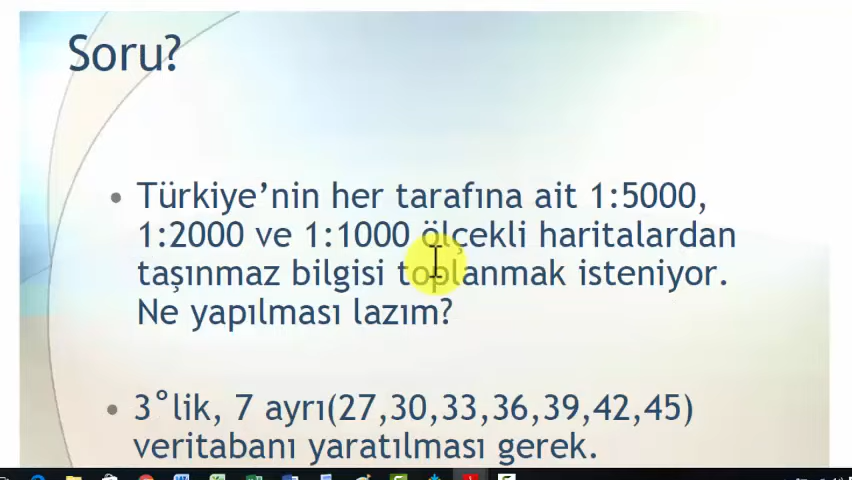 Soru?
• Türkiye’nin her tarafına ait 1:5000,
1:2000 ve 1:1000 ölçekli haritalardan
taşınmaz bilgisi toplanmak isteniyor.
Ne yapılması lazım?
• 3°lik, 7 ayrı(27,30,33,36,39,42,45)
veritabanı yaratılması gerek.